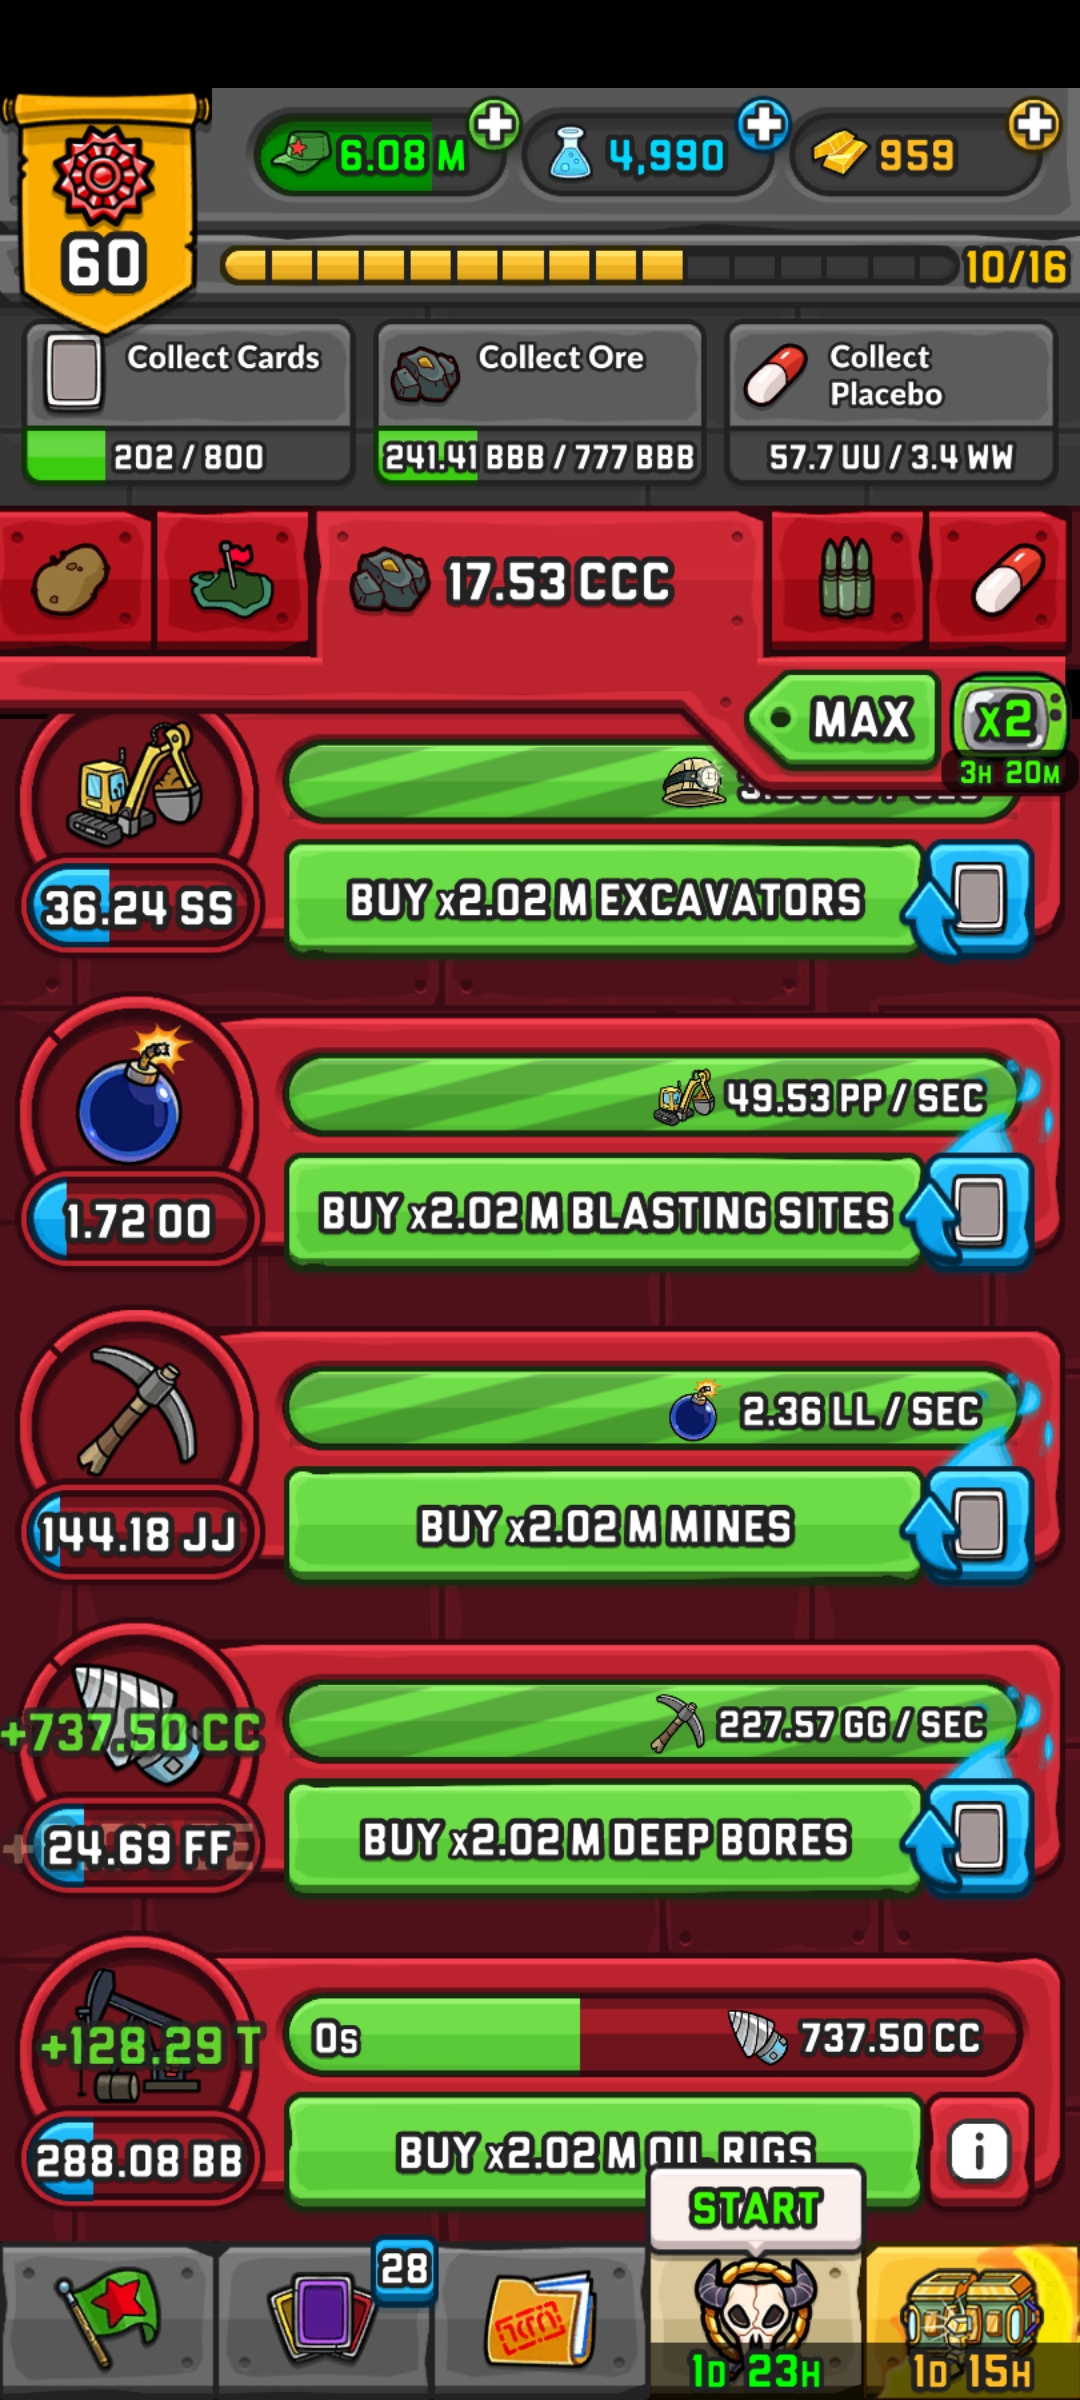 6.08 M
4,990
959
60
10/16
Collect Cards
Collect Ore
Collect
Placebo
202 / 800
241.41 BBB / 777 BBB
57.7 UU / 3.4 WW
17.53 CCC
MAX
x2
3H 20M
36.24 SS
BUY x2.02 M EXCAVATORS
49.53 PP / SEC
1.72 OO
BUY x2.02 M BLASTING SITES
2.36 LL / SEC
144.18 JJ
BUY x2.02 M MINES
+737.50 CC
227.57 GG / SEC
24.69 FF
BUY x2.02 M DEEP BORES
+128.29 T
0s
737.50 CC
288.08 BB
BUY x2.02 M OIL RIGS
i
START
28
1D 23H
1D 15H